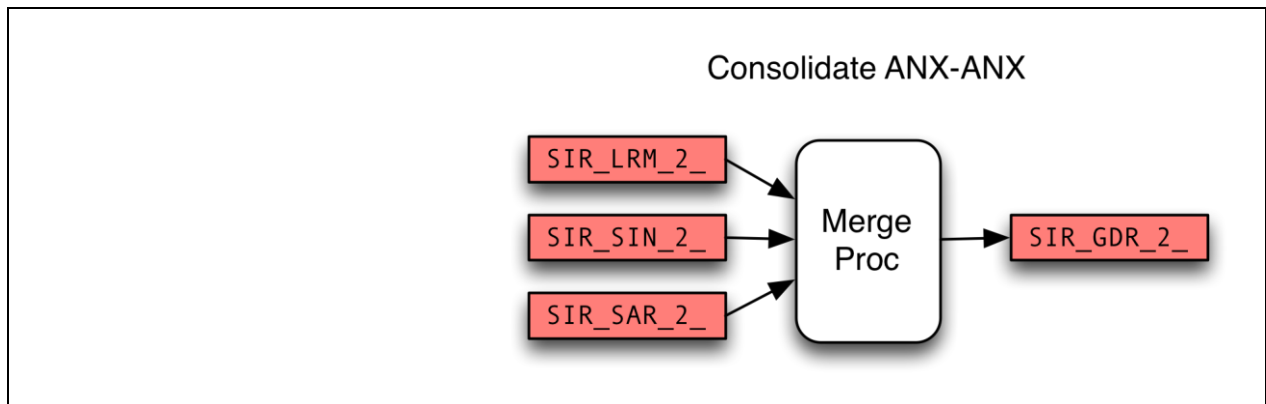 Consolidate ANX-ANX
SIR_LRM_2_
SIR_SIN_2_
SIR_SAR_2_
Merge
Proc
SIR_GDR_2_